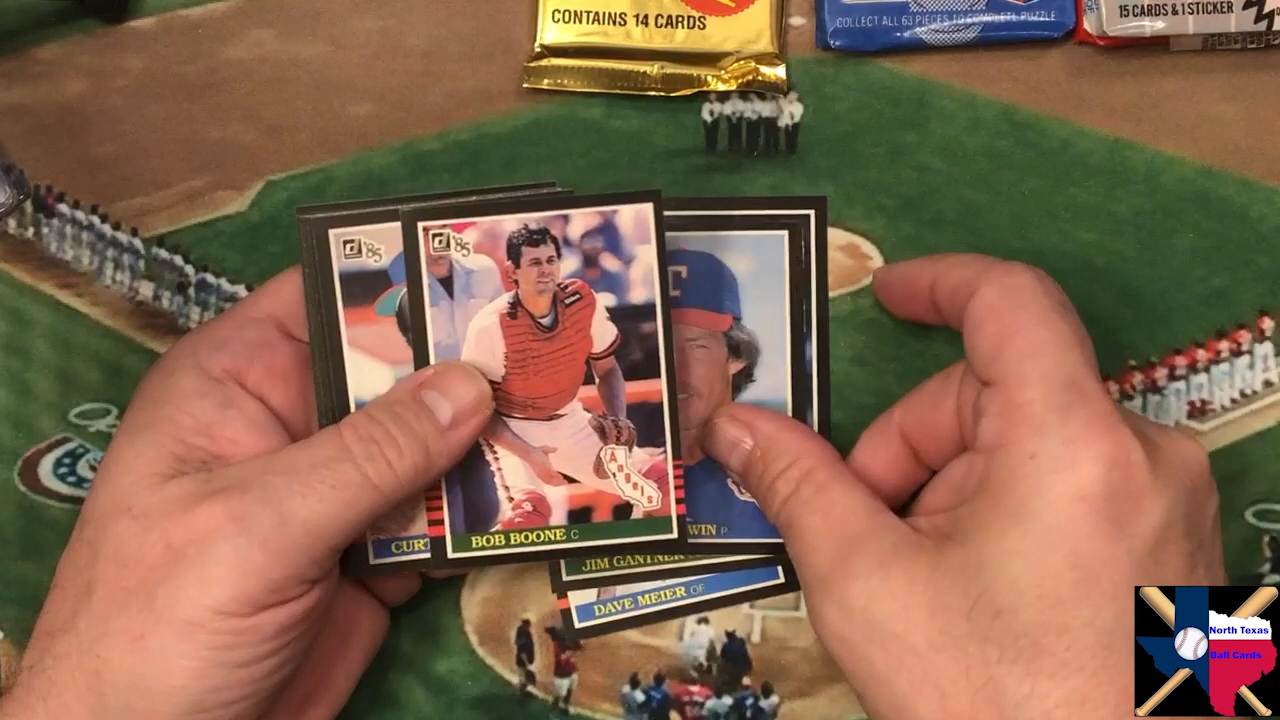 CONTAINS 14 CARDS
COLLECT ALL 63 PIECES TO COMPLETE PUZZLE
15 CARDS & 1 STICKER
d '85
d '85
T
Angels
BOB BOONE C
CURT
WIN P
JIM GANTNER
DAVE MEIER OF
North Texas
Ball Cards